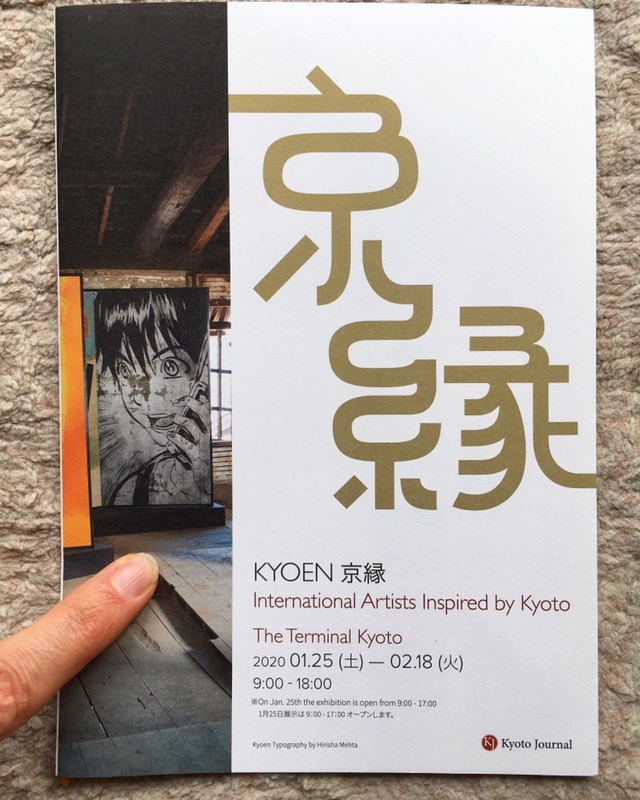 京
縁
KYOEN 京縁
International Artists Inspired by Kyoto
The Terminal Kyoto
2020 01.25 (土) — 02.18 (火)
9:00 - 18:00
※On Jan. 25th the exhibition is open from 9:00 - 17:00
1月25日展示は 9:00 - 17:00 オープンします。
Kyoen Typography by Hirisha Mehta
KJ Kyoto Journal